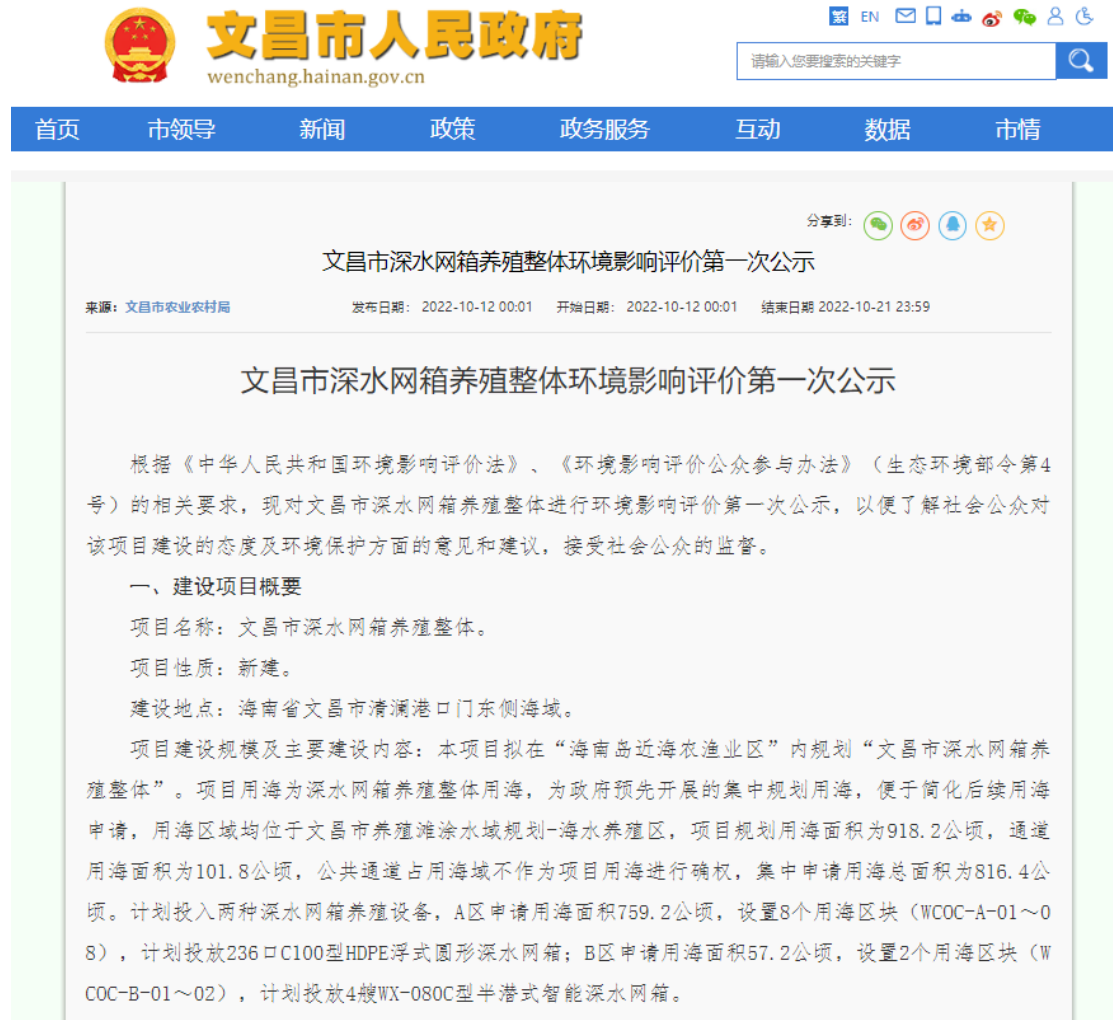 文昌市人民政府
wenchang.hainan.gov.cn
繁 EN
请输入您要搜索的关键字
首页 市领导 新闻 政策 政务服务 互动 数据 市情
分享到：
文昌市深水网箱养殖整体环境影响评价第一次公示
来源：文昌市农业农村局 发布日期： 2022-10-12 00:01 开始日期： 2022-10-12 00:01 结束日期 2022-10-21 23:59
文昌市深水网箱养殖整体环境影响评价第一次公示
根据《中华人民共和国环境影响评价法》、《环境影响评价公众参与办法》（生态环境部令第4
号）的相关要求，现对文昌市深水网箱养殖整体进行环境影响评价第一次公示，以便了解社会公众对
该项目建设的态度及环境保护方面的意见和建议，接受社会公众的监督。
一、建设项目概要
项目名称：文昌市深水网箱养殖整体。
项目性质：新建。
建设地点：海南省文昌市清澜港口门东侧海域。
项目建设规模及主要建设内容：本项目拟在“海南岛近海农渔业区”内规划“文昌市深水网箱养
殖整体”。项目用海为深水网箱养殖整体用海，为政府预先开展的集中规划用海，便于简化后续用海
申请，用海区域均位于文昌市养殖滩涂水域规划-海水养殖区，项目规划用海面积为918.2公顷，通道
用海面积为101.8公顷，公共通道占用海域不作为项目用海进行确权，集中申请用海总面积为816.4公
顷。计划投入两种深水网箱养殖设备，A区申请用海面积759.2公顷，设置8个用海区块（WCOC-A-01～0
8），计划投放236口C100型HDPE浮式圆形深水网箱；B区申请用海面积57.2公顷，设置2个用海区块（W
COC-B-01～02），计划投放4艘WX-080C型半潜式智能深水网箱。